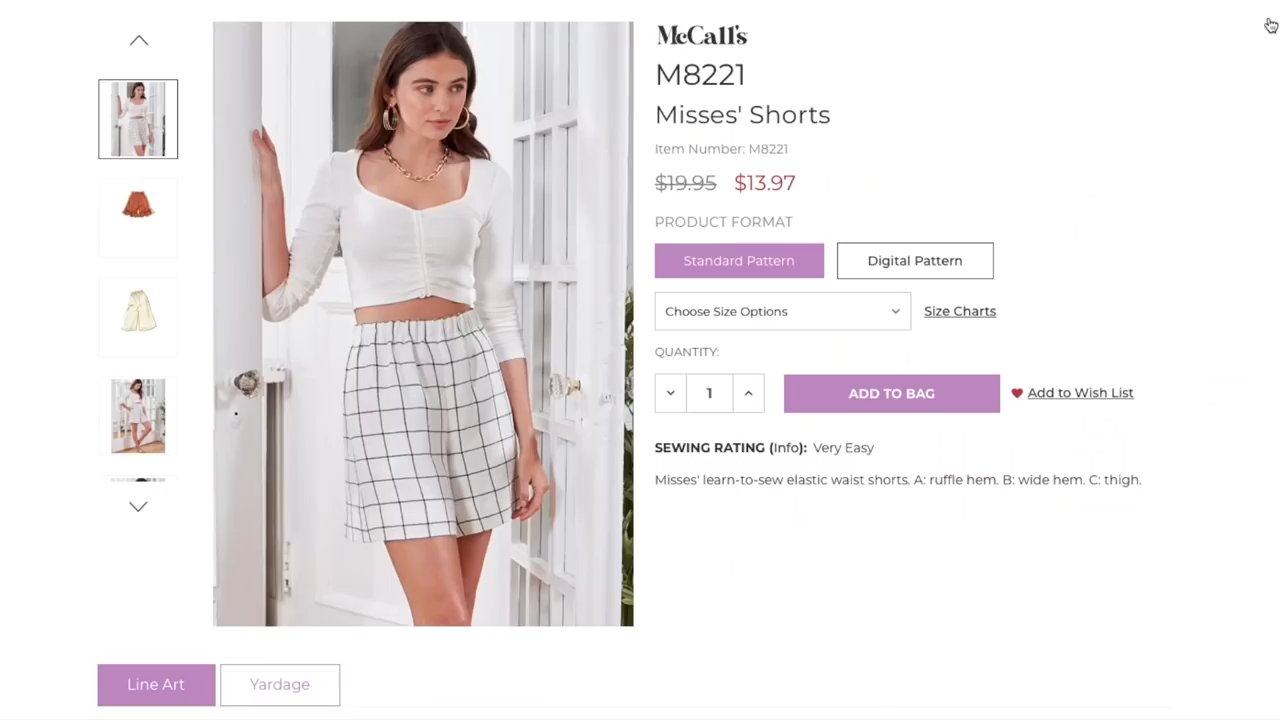 McCall's
M8221
Misses' Shorts
Item Number: M8221
$19.95 $13.97
PRODUCT FORMAT
Standard Pattern Digital Pattern
Choose Size Options Size Charts
QUANTITY:
1 ADD TO BAG Add to Wish List
SEWING RATING (Info): Very Easy
Misses' learn-to-sew elastic waist shorts. A: ruffle hem. B: wide hem. C: thigh.
Line Art Yardage